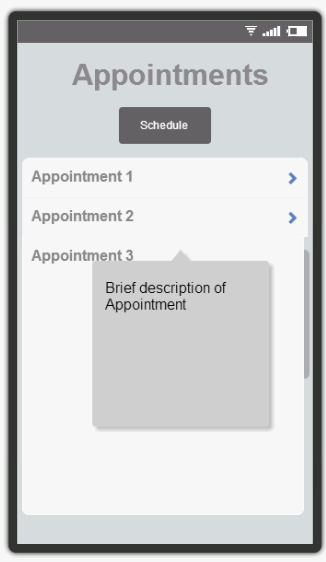 Appointments
Schedule
Appointment 1
Appointment 2
Appointment 3
Brief description of
Appointment